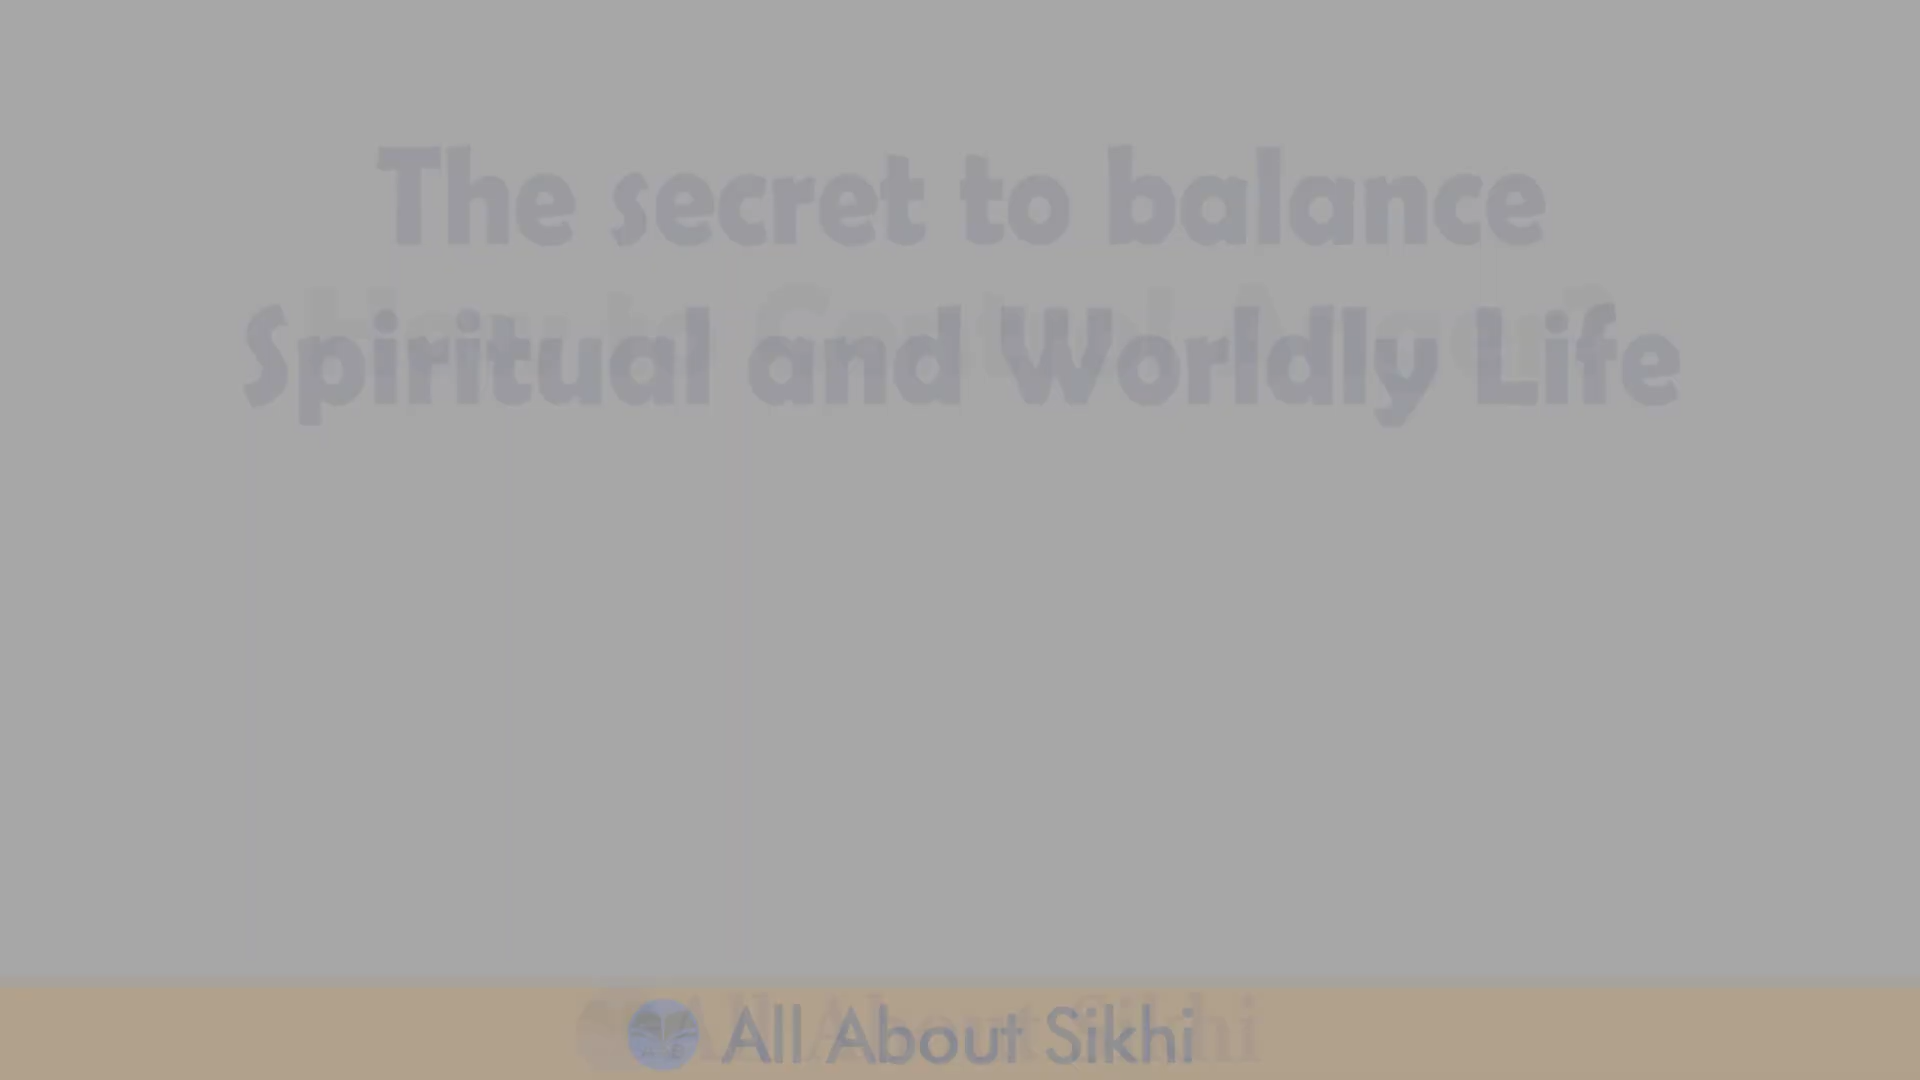 The secret to balance
Spiritual and Worldly Life
All About Sikhi